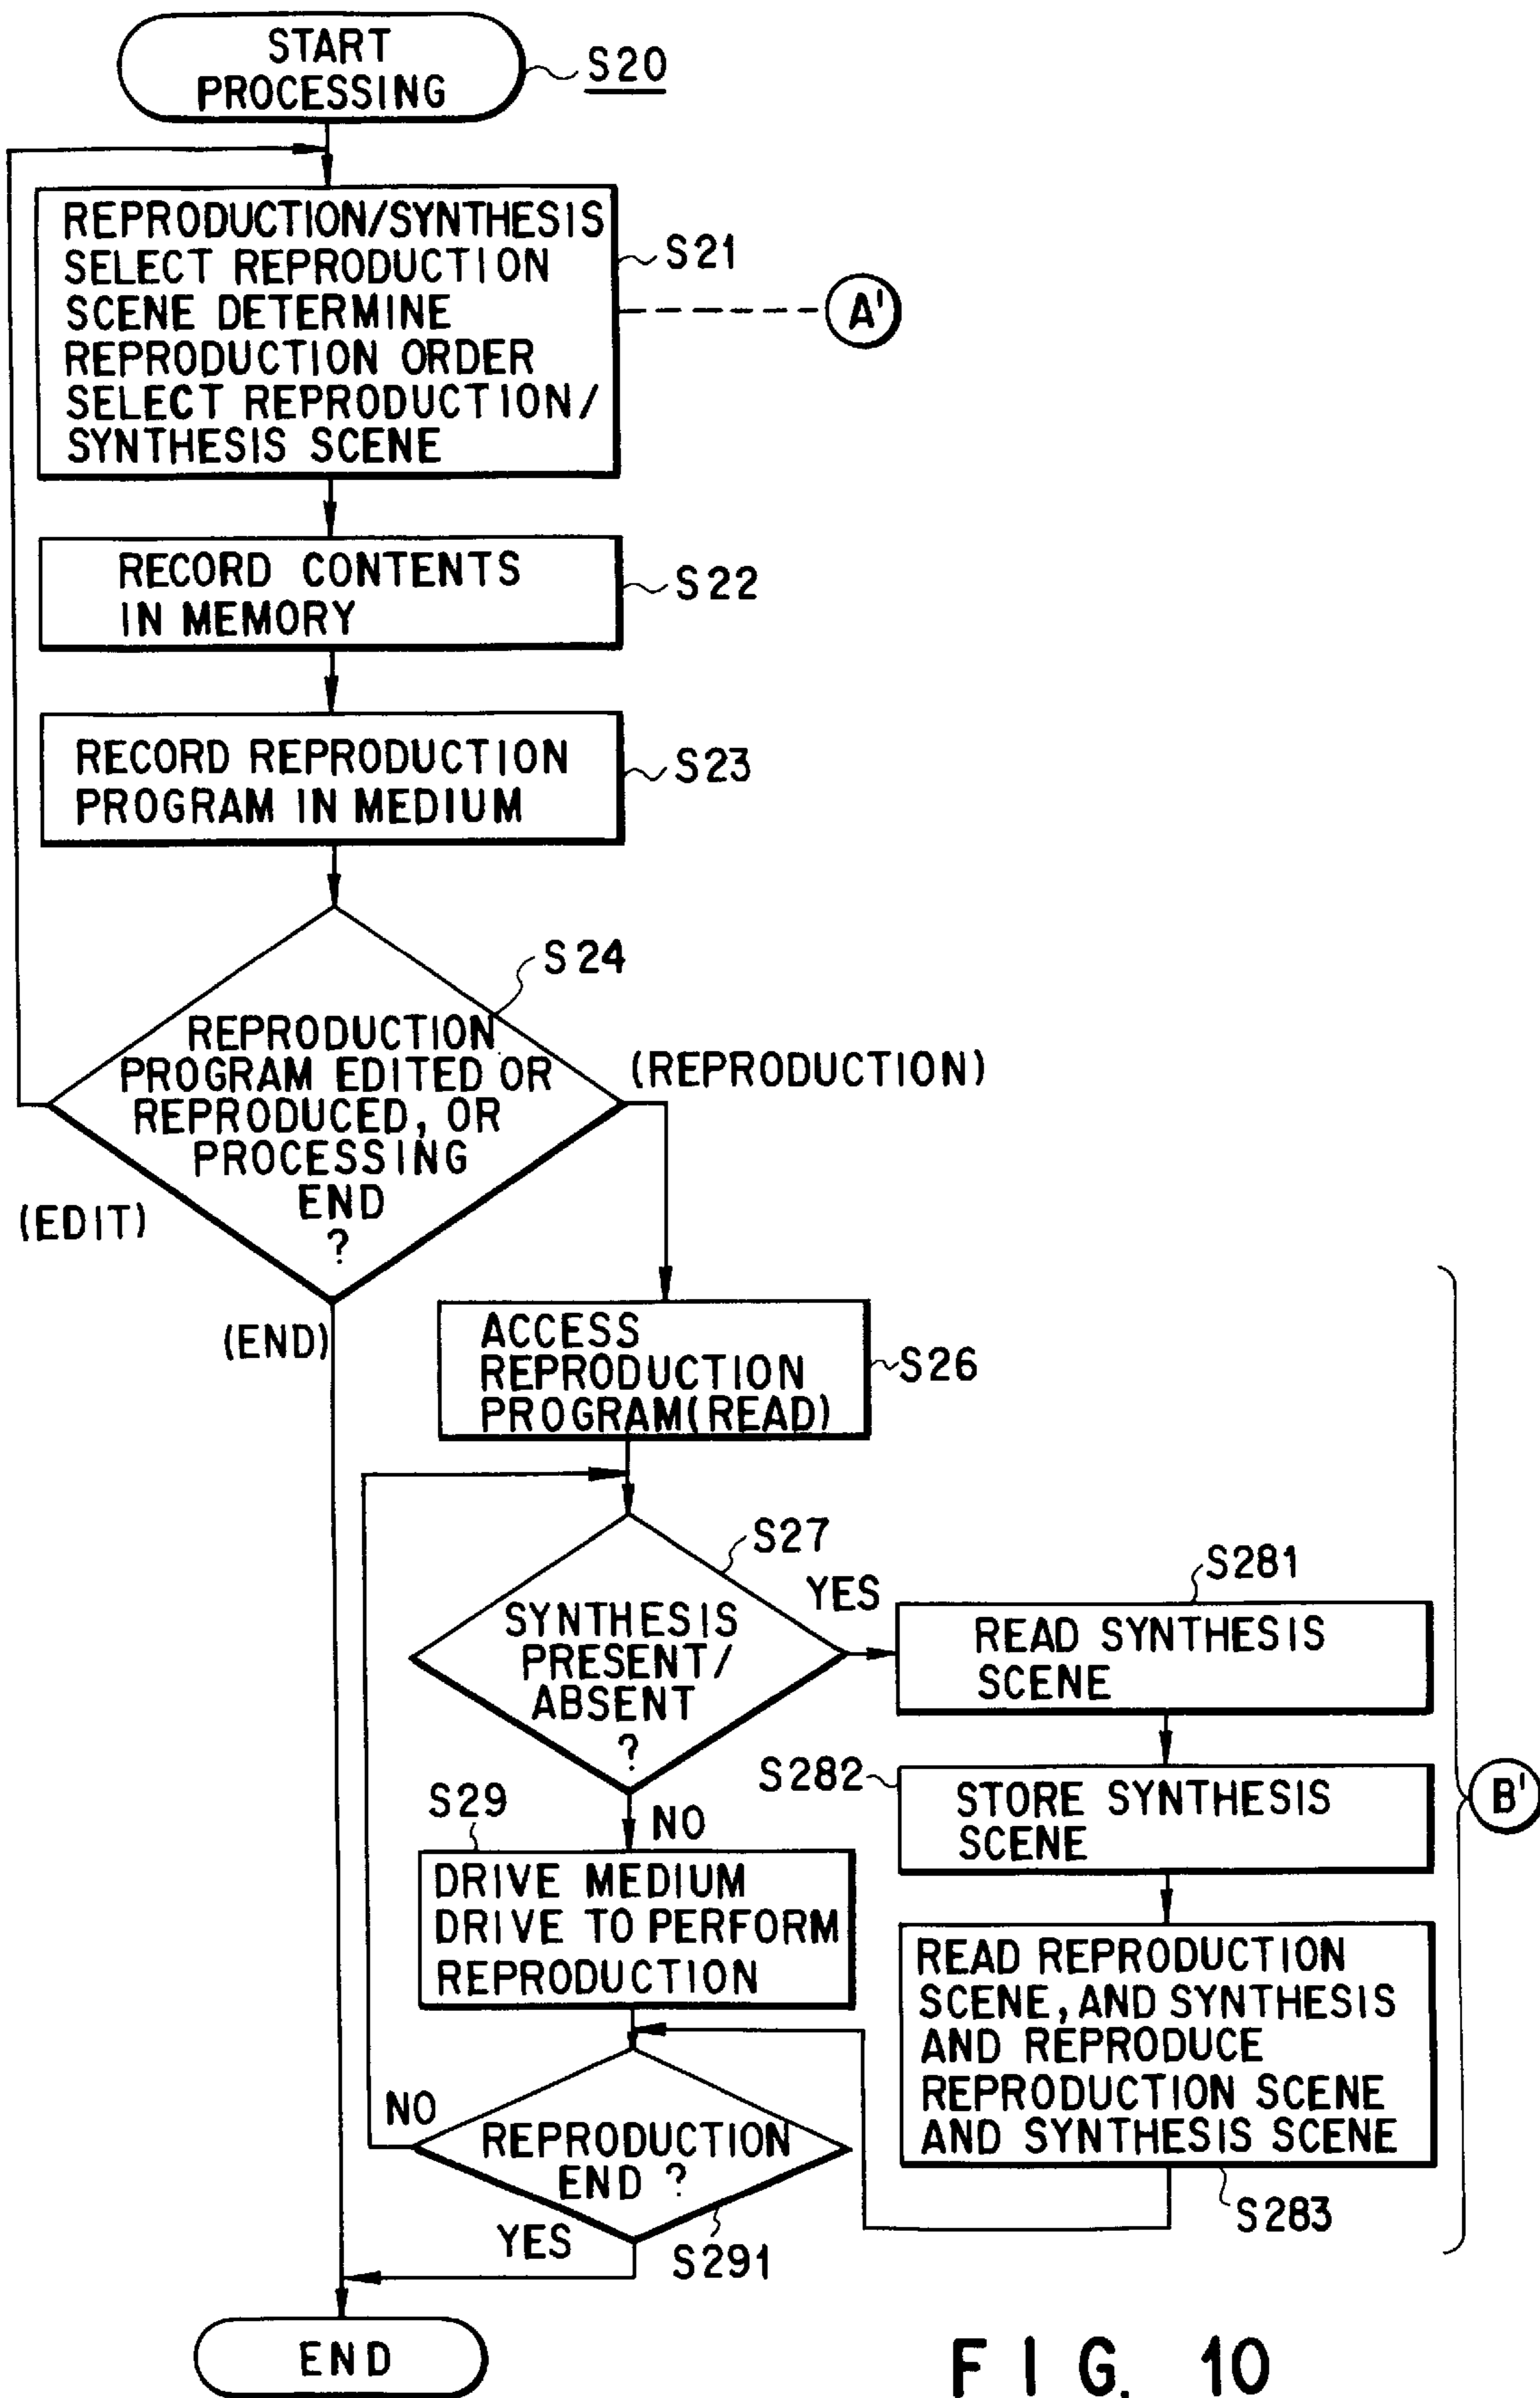 START
PROCESSING
S20
REPRODUCTION/SYNTHESIS
SELECT REPRODUCTION
SCENE DETERMINE
REPRODUCTION ORDER
SELECT REPRODUCTION/
SYNTHESIS SCENE
S21
A'
RECORD CONTENTS
IN MEMORY
S22
RECORD REPRODUCTION
PROGRAM IN MEDIUM
S23
S24
REPRODUCTION
PROGRAM EDITED OR
REPRODUCED, OR
PROCESSING
END
?
(REPRODUCTION)
(EDIT)
(END)
ACCESS
REPRODUCTION
PROGRAM(READ)
S26
S27
SYNTHESIS
PRESENT/
ABSENT
?
YES
S281
READ SYNTHESIS
SCENE
S282
STORE SYNTHESIS
SCENE
B'
NO
S29
DRIVE MEDIUM
DRIVE TO PERFORM
REPRODUCTION
READ REPRODUCTION
SCENE, AND SYNTHESIS
AND REPRODUCE
REPRODUCTION SCENE
AND SYNTHESIS SCENE
S283
NO
REPRODUCTION
END ?
YES
S291
END
FIG. 10